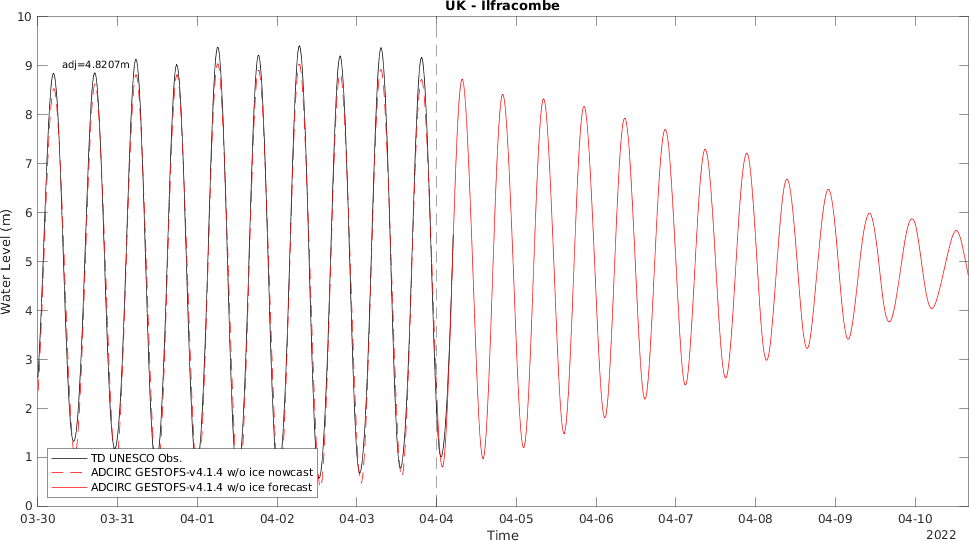 UK - Ilfracombe
adj=4.8207m
10
9
8
7
6
5
4
3
2
1
0
Water Level (m)
TD UNESCO Obs.
ADCIRC GESTOFS-v4.1.4 w/o ice nowcast
ADCIRC GESTOFS-v4.1.4 w/o ice forecast
03-30 03-31 04-01 04-02 04-03 04-04 04-05 04-06 04-07 04-08 04-09 04-10
Time
2022